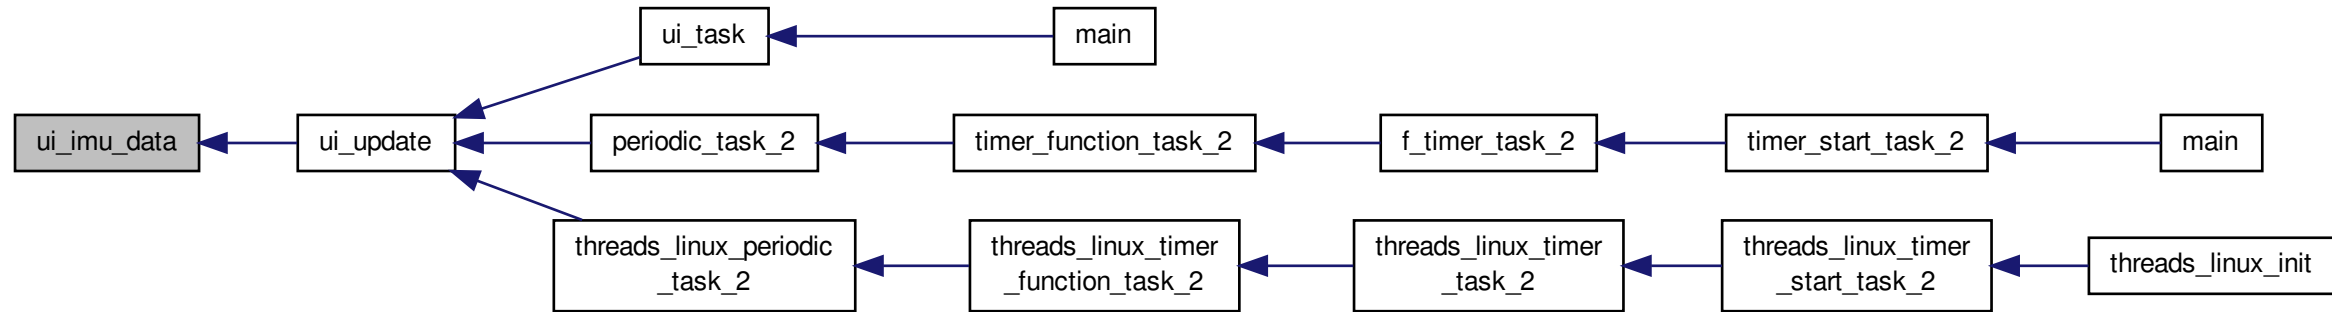 ui_task
main
ui_imu_data
ui_update
periodic_task_2
timer_function_task_2
f_timer_task_2
timer_start_task_2
main
threads_linux_periodic
_task_2
threads_linux_timer
_function_task_2
threads_linux_timer
_task_2
threads_linux_timer
_start_task_2
threads_linux_init